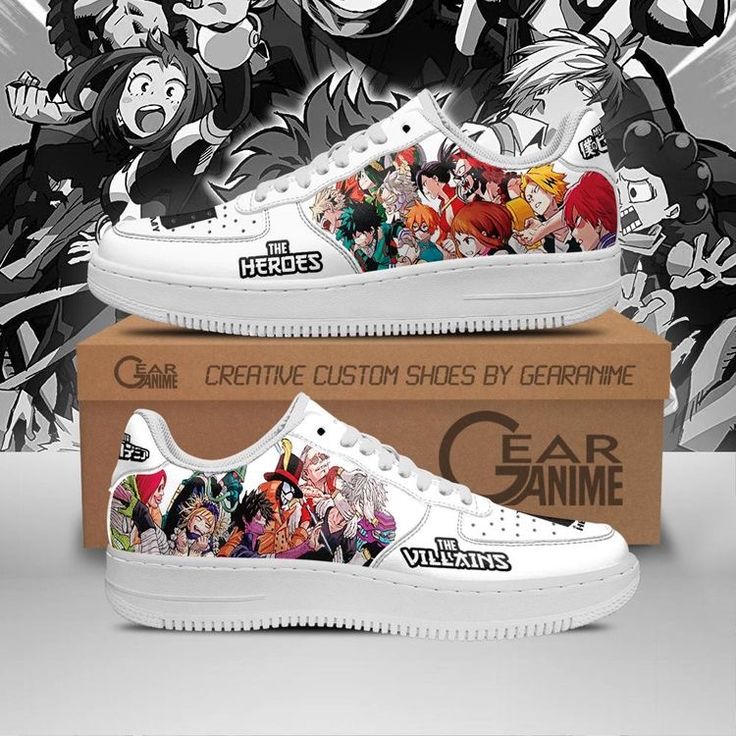 THE
HEROES
GEAR
ANIME
CREATIVE CUSTOM SHOES BY GEARANIME
GEAR
ANIME
THE
VILLAINS